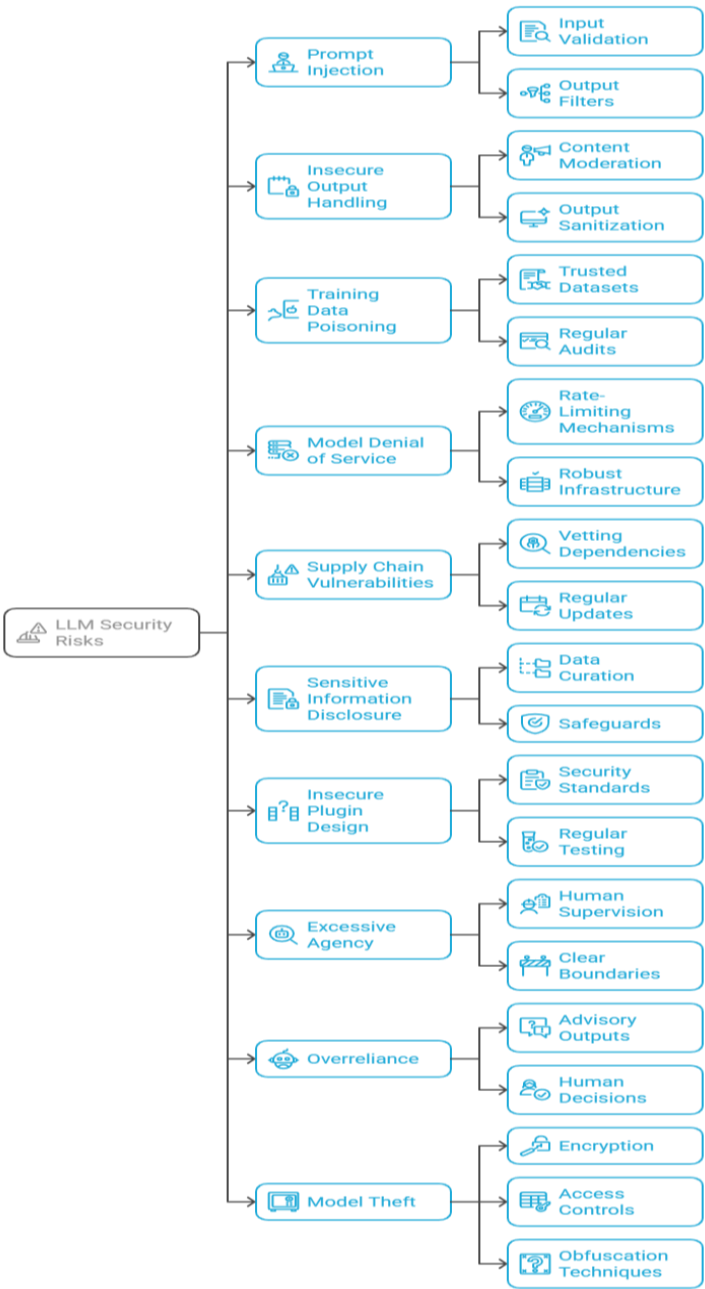 LLM Security
Risks
Prompt
Injection
Input
Validation
Output
Filters
Insecure
Output
Handling
Content
Moderation
Output
Sanitization
Training
Data
Poisoning
Trusted
Datasets
Regular
Audits
Model Denial
of Service
Rate-
Limiting
Mechanisms
Robust
Infrastructure
Supply Chain
Vulnerabilities
Vetting
Dependencies
Regular
Updates
Sensitive
Information
Disclosure
Data
Curation
Safeguards
Insecure
Plugin
Design
Security
Standards
Regular
Testing
Excessive
Agency
Human
Supervision
Clear
Boundaries
Overreliance
Advisory
Outputs
Human
Decisions
Model Theft
Encryption
Access
Controls
Obfuscation
Techniques